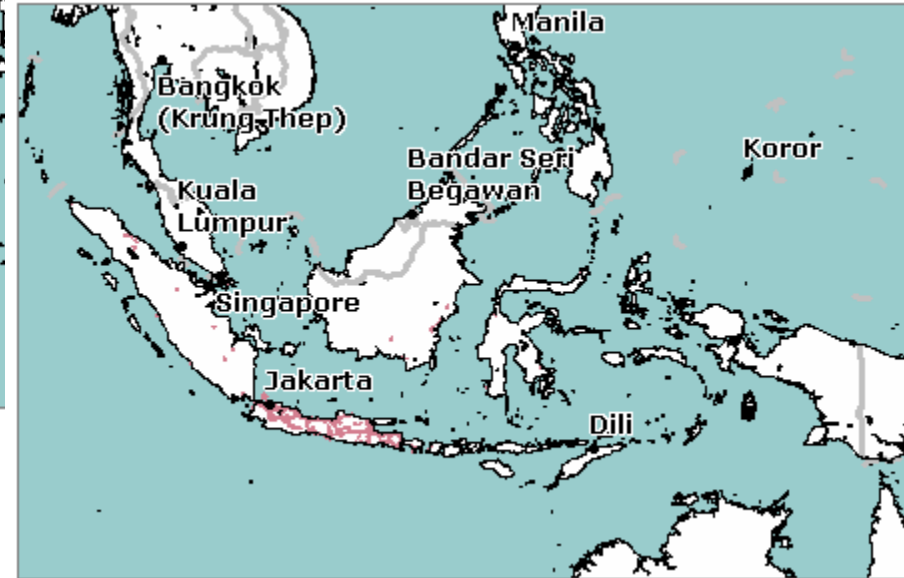 Manila
Bangkok
(Krung Thep)
Koror
Bandar Seri
Begawan
Kuala
Lumpur
Singapore
Jakarta
Dili